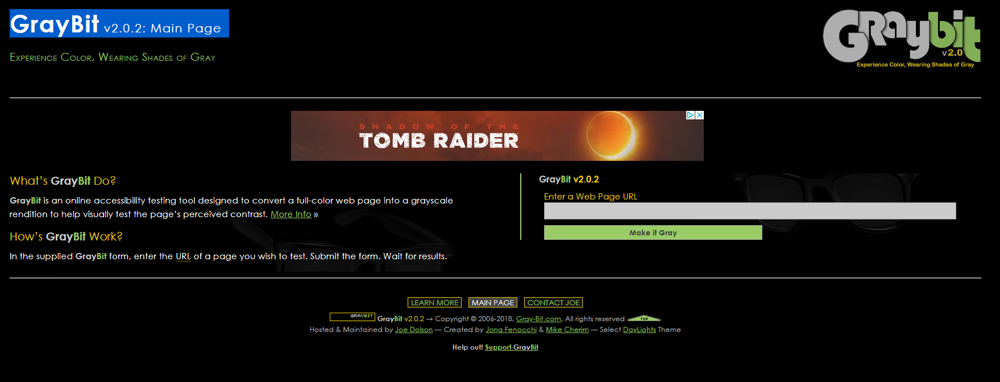 GrayBit v2.0.2: Main Page
Experience Color, Wearing Shades of Gray
GRaybit
v2.0
Experience Color, Wearing Shades of Gray
SHADOW OF THE
TOMB RAIDER
What's GrayBit Do?
GrayBit is an online accessibility testing tool designed to convert a full-color web page into a grayscale
rendition to help visually test the page's perceived contrast. More Info »
How's GrayBit Work?
In the supplied GrayBit form, enter the URL of a page you wish to test. Submit the form. Wait for results.
GrayBit v2.0.2
Enter a Web Page URL
Make it Gray
LEARN MORE MAIN PAGE CONTACT JOE
GRAYBIT GrayBit v2.0.2 → Copyright © 2006-2018, Gray-Bit.com, All rights reserved TOP
Hosted & Maintained by Joe Dolson — Created by Jona Fenocchi & Mike Cherim — Select DayLights Theme
Help out! Support GrayBit